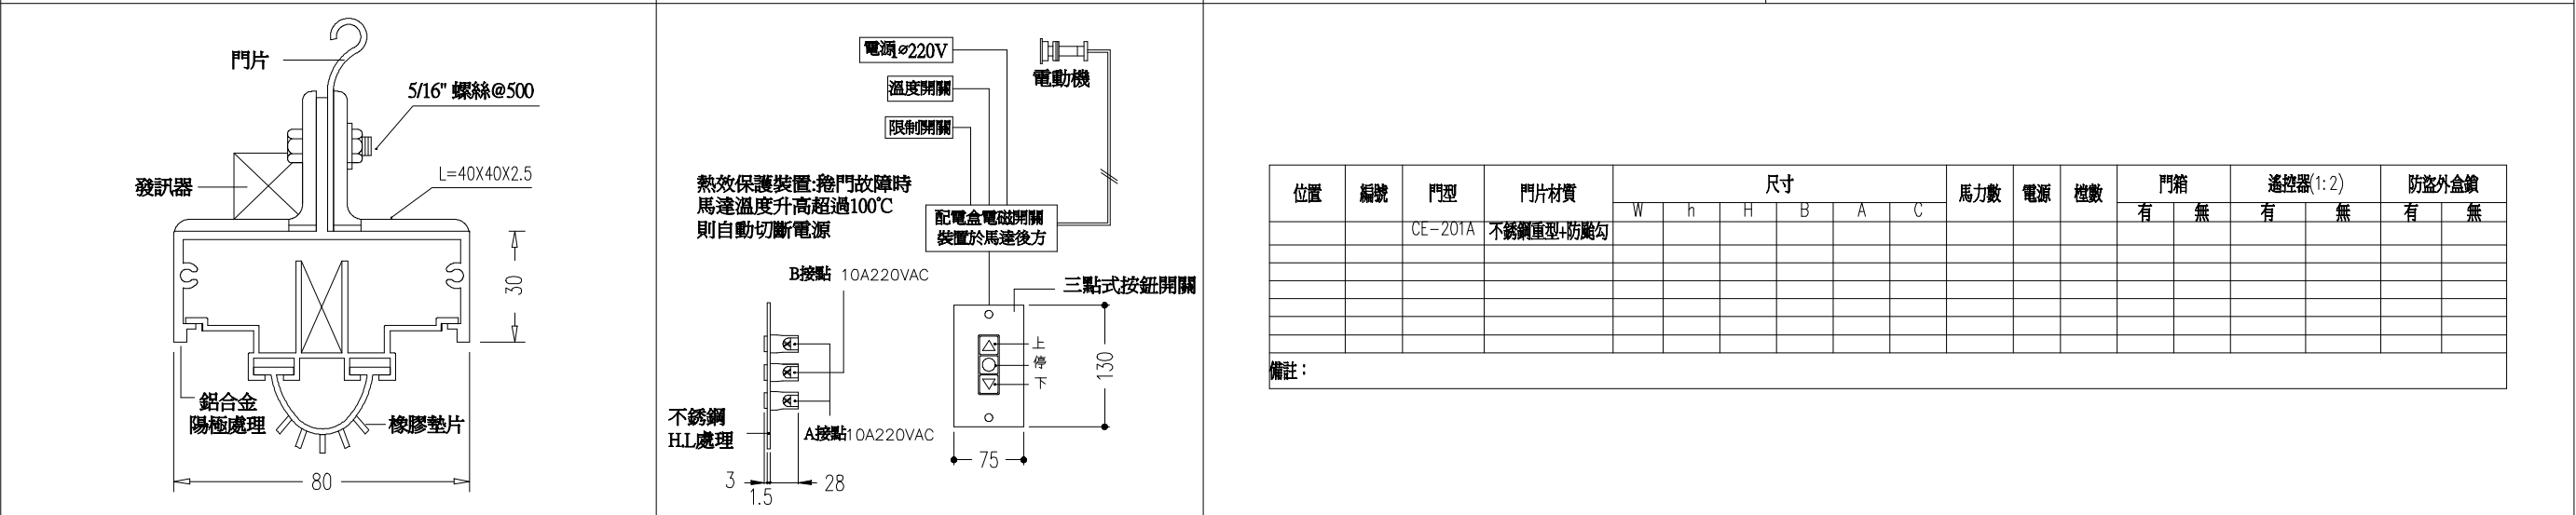 門片
5/16" 螺絲@500
發訊器
L=40X40X2.5
30
鋁合金
陽極處理
橡膠墊片
80
電源1⌀220V
溫度開關
限制開關
電動機
熱效保護裝置:捲門故障時
馬達溫度升高超過100℃
則自動切斷電源
配電盒電磁開關
裝置於馬達後方
B接點 10A220VAC
三點式按鈕開關
上
停
下
130
不銹鋼
H.L處理
A接點10A220VAC
75
3
1.5
28
位置 編號 門型 門片材質 尺寸 馬力數 電源 樘數 門箱 遙控器(1:2) 防盜外盒鎖
W h H B A C 有 無 有 無 有 無
CE-201A 不銹鋼重型+防颱勾
備註：